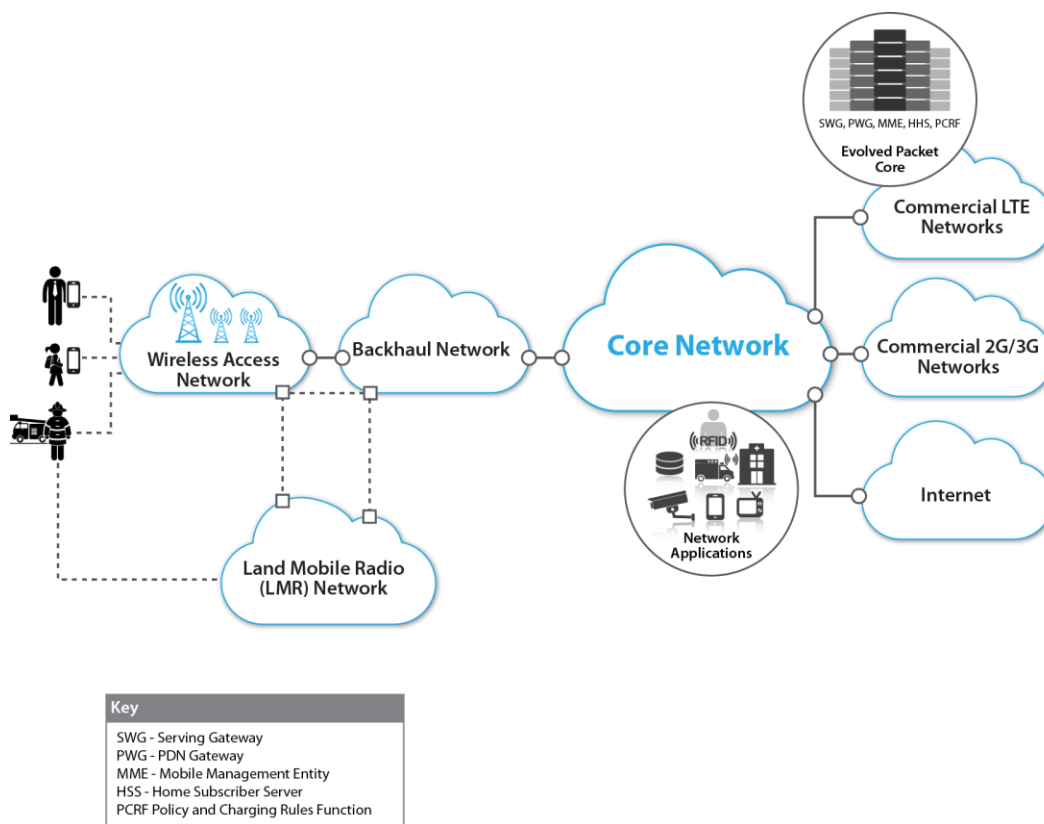 SWG, PWG, MME, HHS, PCRF
Evolved Packet
Core
Commercial LTE
Networks
Wireless Access
Network
Backhaul Network
Core Network
Commercial 2G/3G
Networks
RFID
Network
Applications
Internet
Land Mobile Radio
(LMR) Network
Key
SWG - Serving Gateway
PWG - PDN Gateway
MME - Mobile Management Entity
HSS - Home Subscriber Server
PCRF Policy and Charging Rules Function